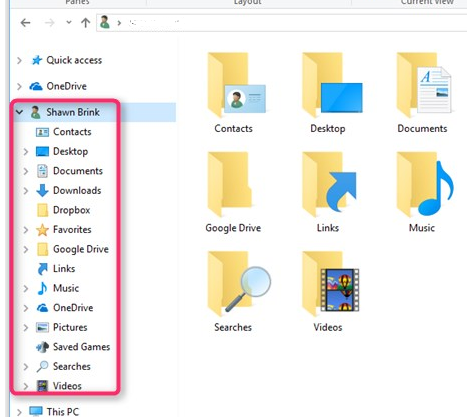 Panes
Layout
Current view
Quick access
OneDrive
Shawn Brink
Contacts
Desktop
Documents
Downloads
Dropbox
Favorites
Google Drive
Links
Music
OneDrive
Pictures
Saved Games
Searches
Videos
This PC
Contacts
Desktop
Documents
Google Drive
Links
Music
Searches
Videos